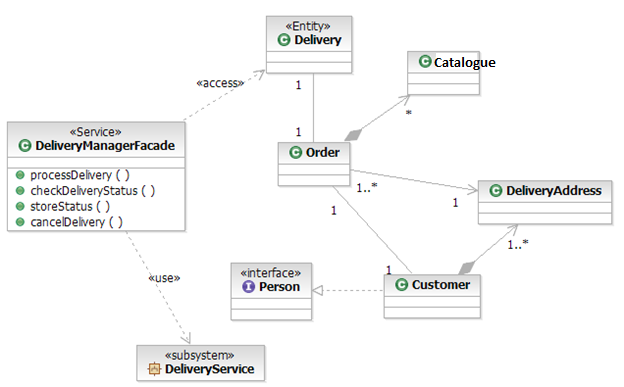 «Entity»
Delivery
Catalogue
«access»
1
*
«Service»
DeliveryManagerFacade
processDelivery ( )
checkDeliveryStatus ( )
storeStatus ( )
cancelDelivery ( )
1
Order
1..*
1
DeliveryAddress
1
1..*
«use»
«interface»
Person
1
Customer
«subsystem»
DeliveryService